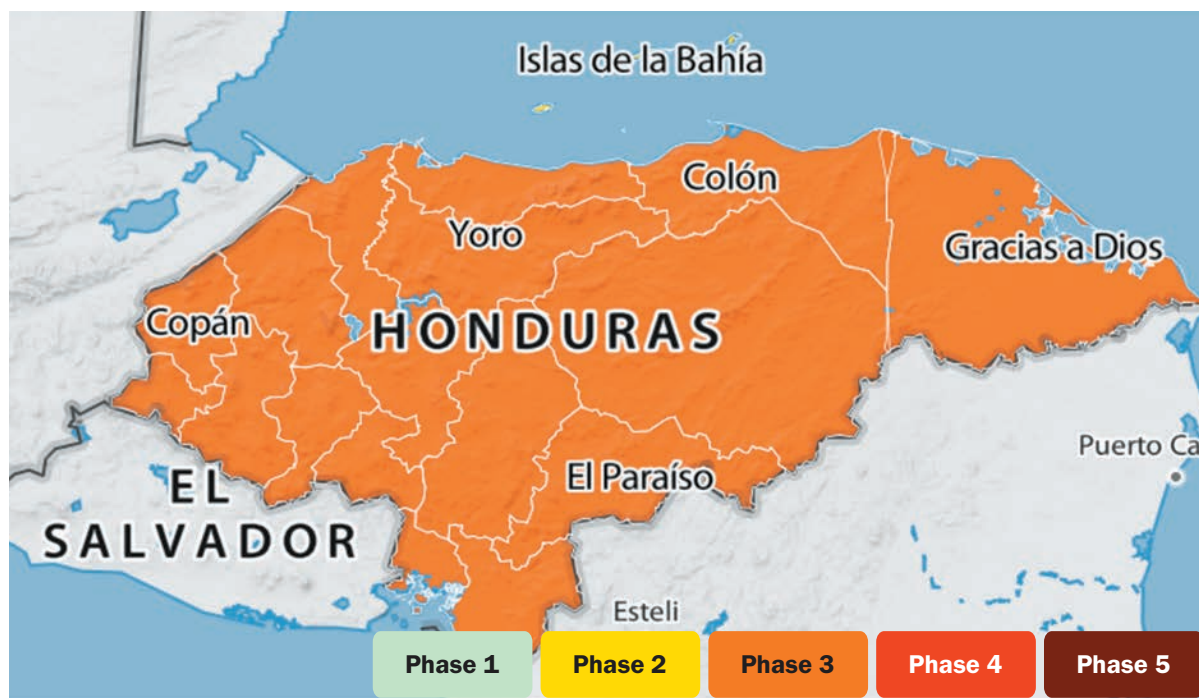 Islas de la Bahía
Colón
Yoro
Gracias a Dios
Copán
HONDURAS
Puerto Ca
El Paraíso
EL
SALVADOR
Esteli
Phase 1
Phase 2
Phase 3
Phase 4
Phase 5